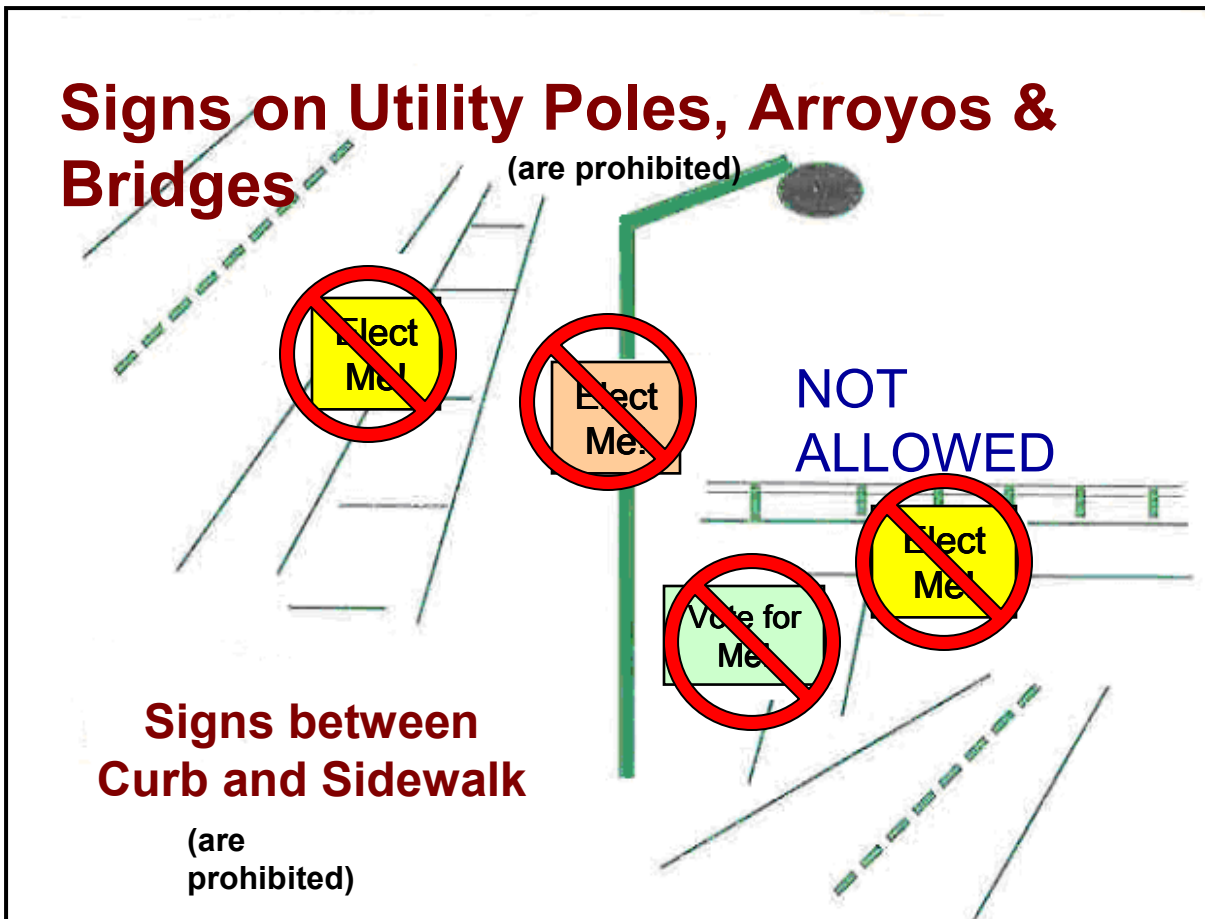 Signs on Utility Poles, Arroyos &
Bridges
(are prohibited)
Elect
Me!
Elect
Me!
NOT
ALLOWED
Elect
Me!
Vote for
Me!
Signs between
Curb and Sidewalk
(are
prohibited)